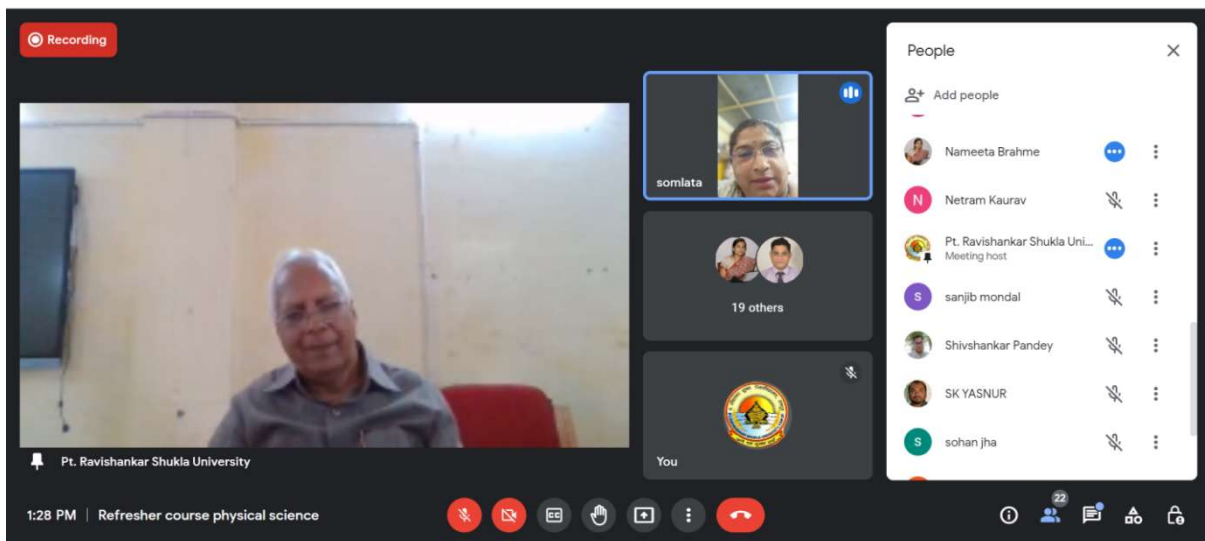 Recording
Pt. Ravishankar Shukla University
somlata
19 others
You
People
Add people
Nameeta Brahme
N
Netram Kaurav
Pt. Ravishankar Shukla Uni...
Meeting host
s
sanjib mondal
Shivshankar Pandey
SK YASNUR
s
sohan jha
1:28 PM | Refresher course physical science
CC
22